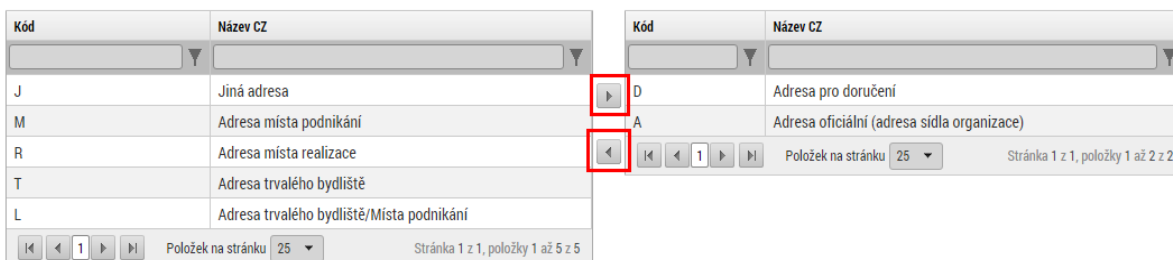 Kód Název CZ
J Jiná adresa
M Adresa místa podnikání
R Adresa místa realizace
T Adresa trvalého bydliště
L Adresa trvalého bydliště/Místa podnikání
1 Položek na stránku 25 Stránka 1 z 1, položky 1 až 5 z 5
Kód Název CZ
D Adresa pro doručení
A Adresa oficiální (adresa sídla organizace)
1 Položek na stránku 25 Stránka 1 z 1, položky 1 až 2 z 2